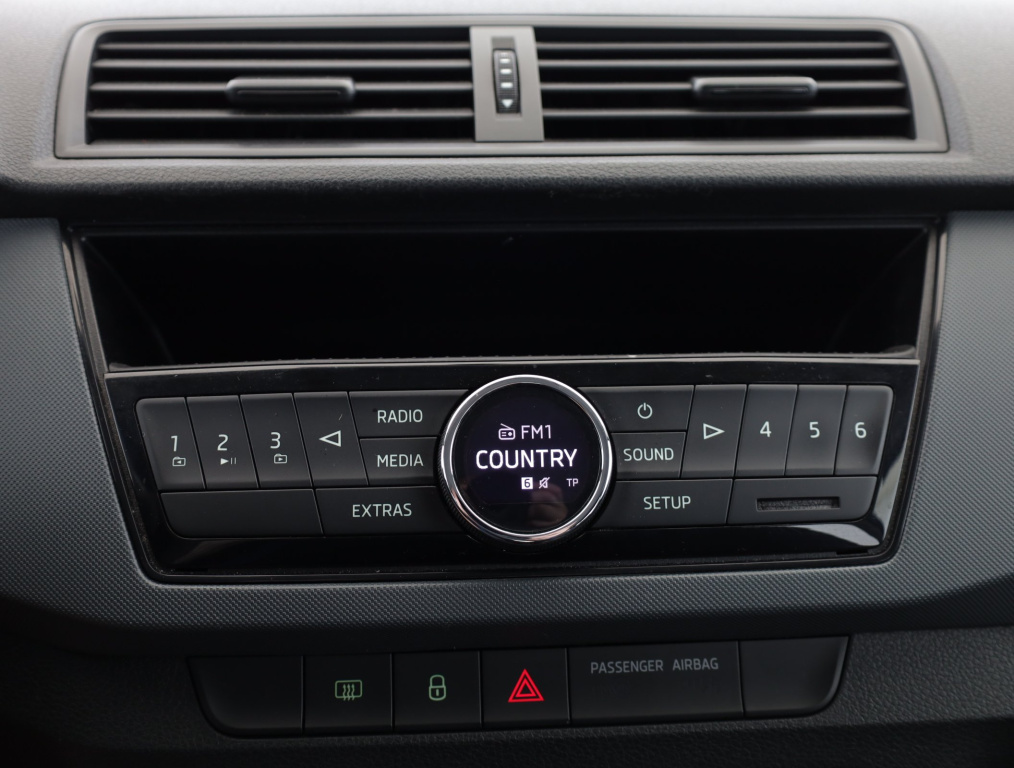 RADIO
1 2 3
MEDIA
EXTRAS
FM1
COUNTRY
6 TP
SOUND
4 5 6
SETUP
PASSENGER AIRBAG